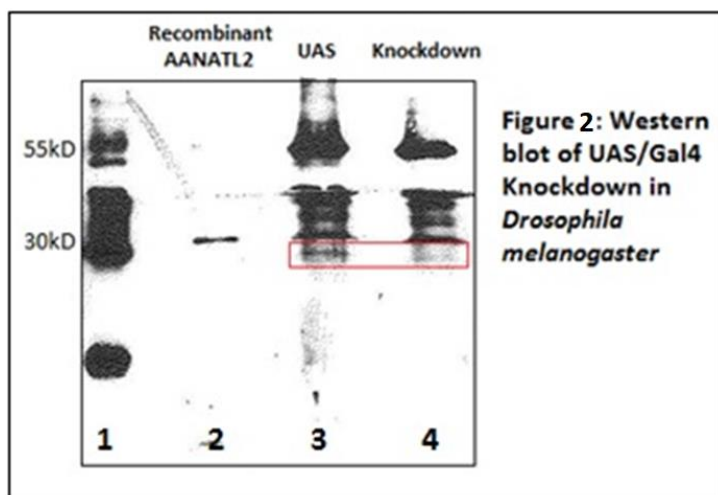 Recombinant
AANATL2
UAS
Knockdown
55kD
30kD
1
2
3
4
Figure 2: Western
blot of UAS/Gal4
Knockdown in
Drosophila
melanogaster